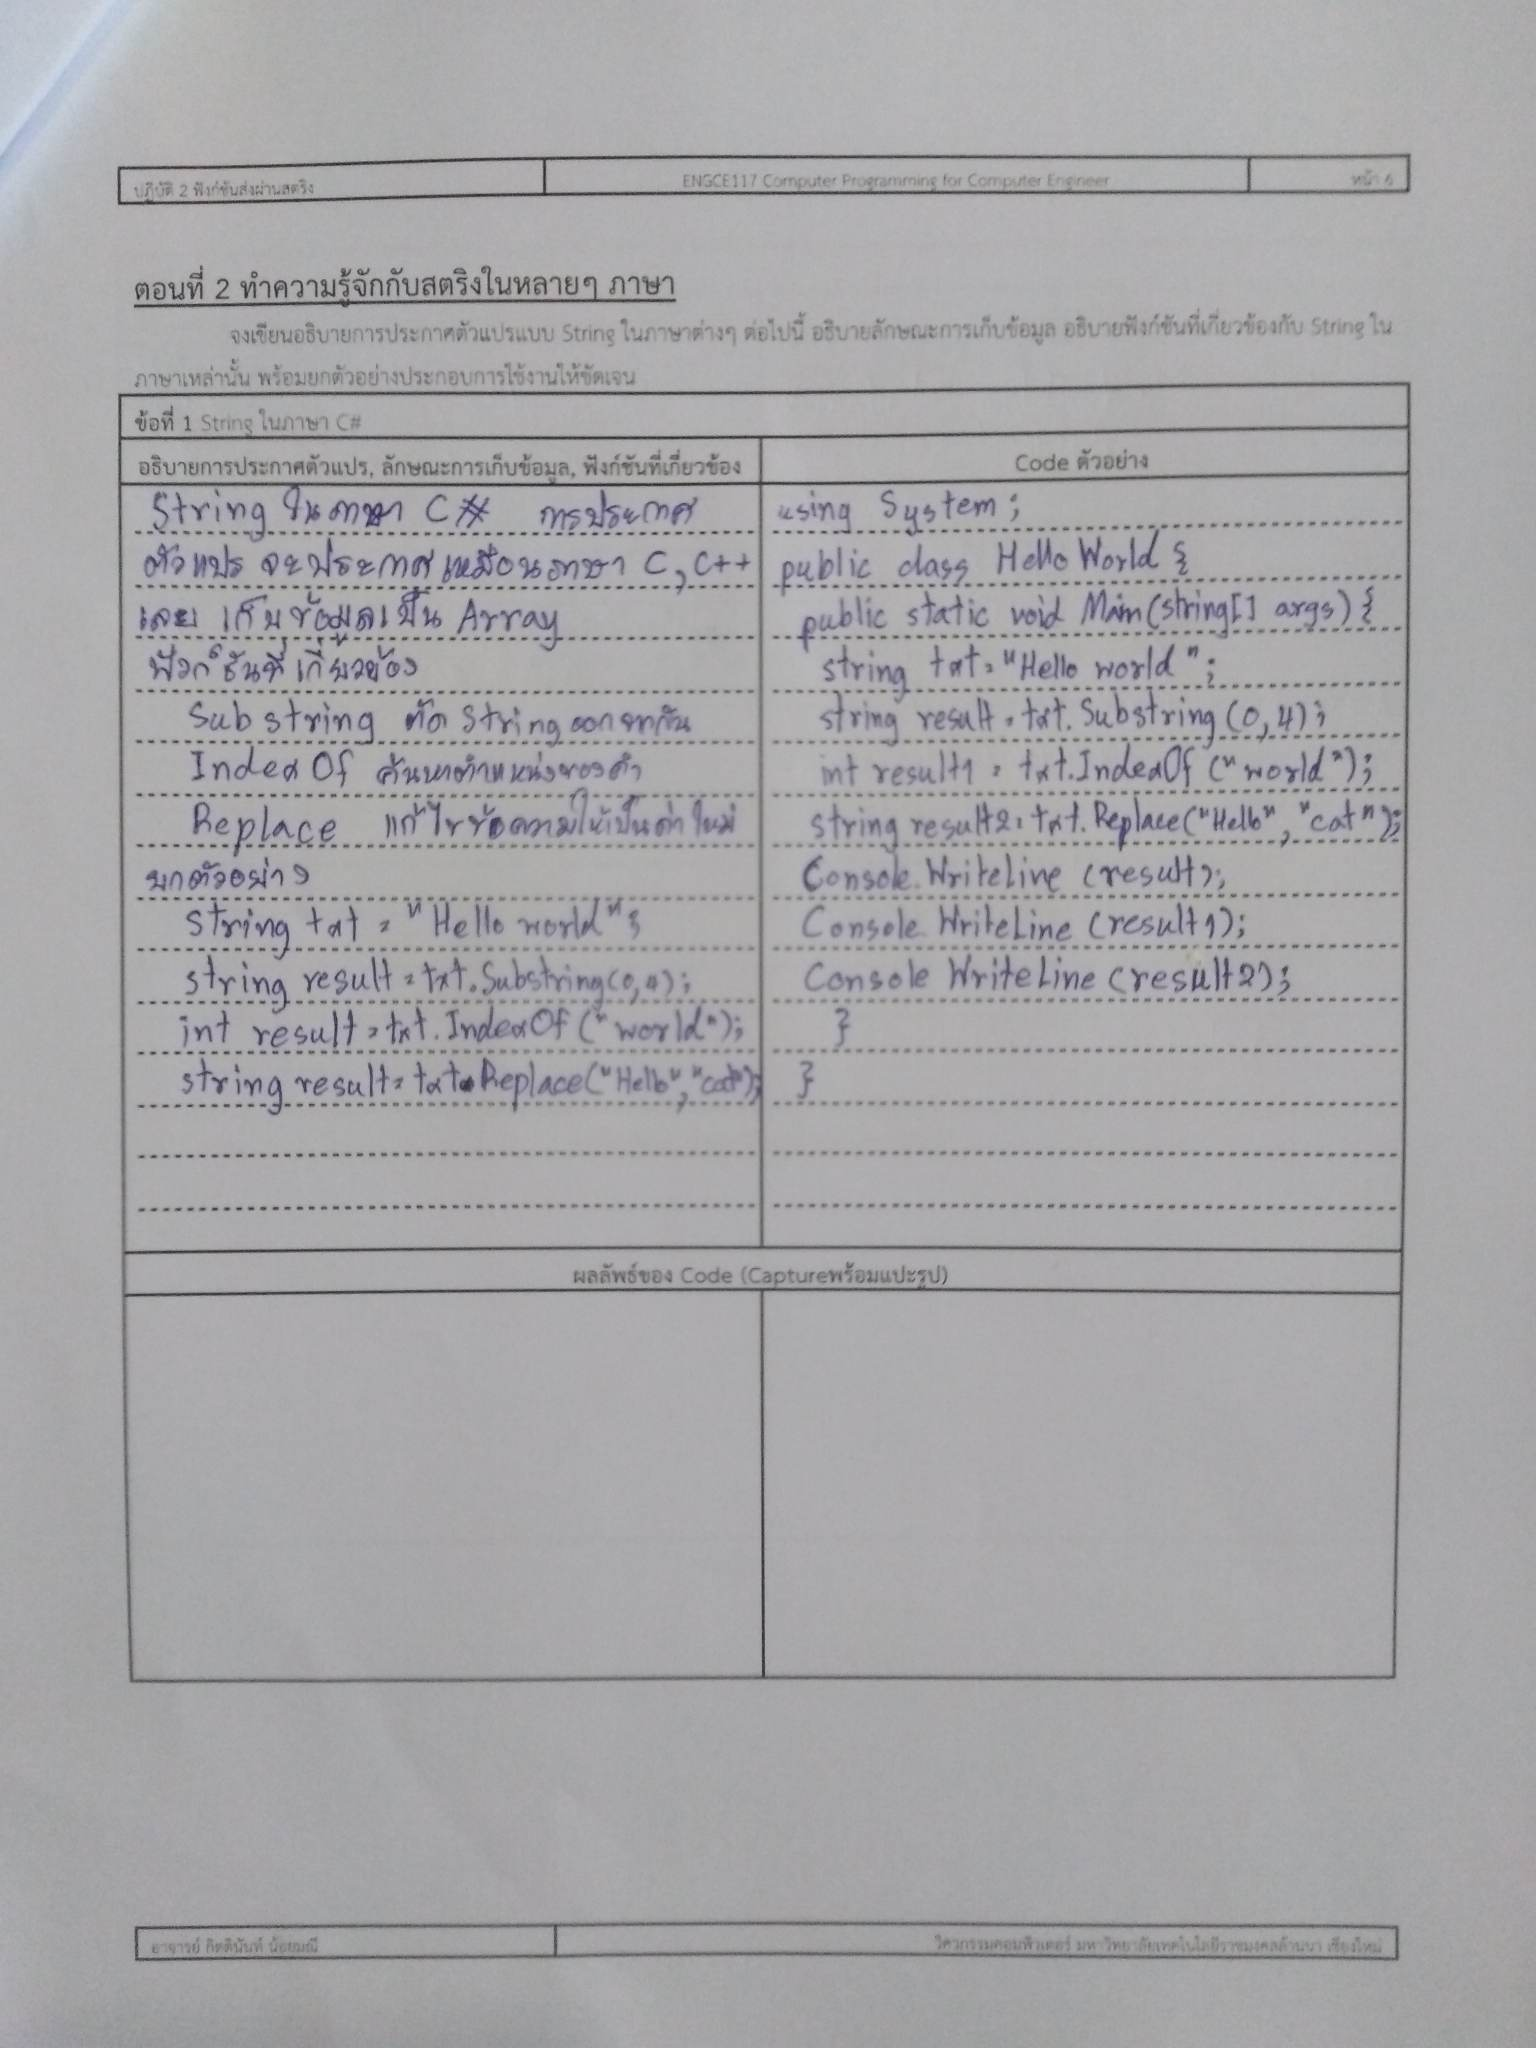 ปฏิบัติ 2 ฟังก์ชันส่งผ่านสตริง
ENGCE117 Computer Programming for Computer Engineer
หน้า 6
ตอนที่ 2 ทำความรู้จักกับสตริงในหลายๆ ภาษา
จงเขียนอธิบายการประกาศตัวแปรแบบ String ในภาษาต่างๆ ต่อไปนี้ อธิบายลักษณะการเก็บข้อมูล อธิบายฟังก์ชันที่เกี่ยวข้องกับ String ใน
ภาษาเหล่านั้น พร้อมยกตัวอย่างประกอบการใช้งานให้ชัดเจน
ข้อที่ 1 String ในภาษา C#
อธิบายการประกาศตัวแปร, ลักษณะการเก็บข้อมูล, ฟังก์ชันที่เกี่ยวข้อง
String ในภาษา C# การประกาศ
ตัวแปร จะประกาศเหมือนภาษา C, C++
เลย เก็บข้อมูลเป็น Array
ฟังก์ชันที่เกี่ยวข้อง
Substring ตัด String ออกจากกัน
IndexOf ค้นหาตำแหน่งของคำ
Replace แก้ไขข้อความให้เป็นค่าใหม่
ยกตัวอย่าง
string txt = "Hello world";
string result = txt.Substring(0,4);
int result = txt.IndexOf("world");
string result = txt.Replace("Hello","cat");
Code ตัวอย่าง
using System;
public class HelloWorld {
public static void Main(string[] args) {
string txt = "Hello world";
string result = txt.Substring(0,4);
int result1 = txt.IndexOf("world");
string result2 = txt.Replace("Hello","cat");
Console.WriteLine (result);
Console WriteLine (result1);
Console WriteLine (result2);
}
}
ผลลัพธ์ของ Code (Captureพร้อมแปะรูป)
อาจารย์ กิตตินันท์ น้อยมณี
วิศวกรรมคอมพิวเตอร์ มหาวิทยาลัยเทคโนโลยีราชมงคลล้านนา เชียงใหม่